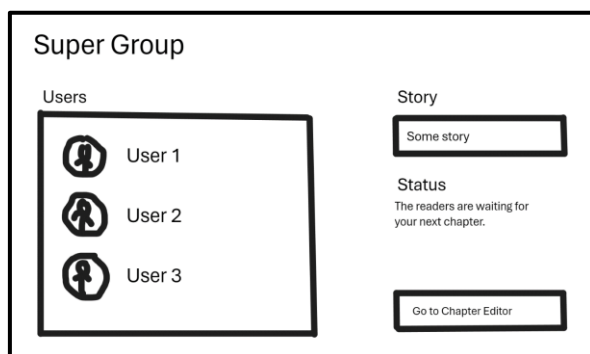 Super Group
Users
User 1
User 2
User 3
Story
Some story
Status
The readers are waiting for
your next chapter.
Go to Chapter Editor